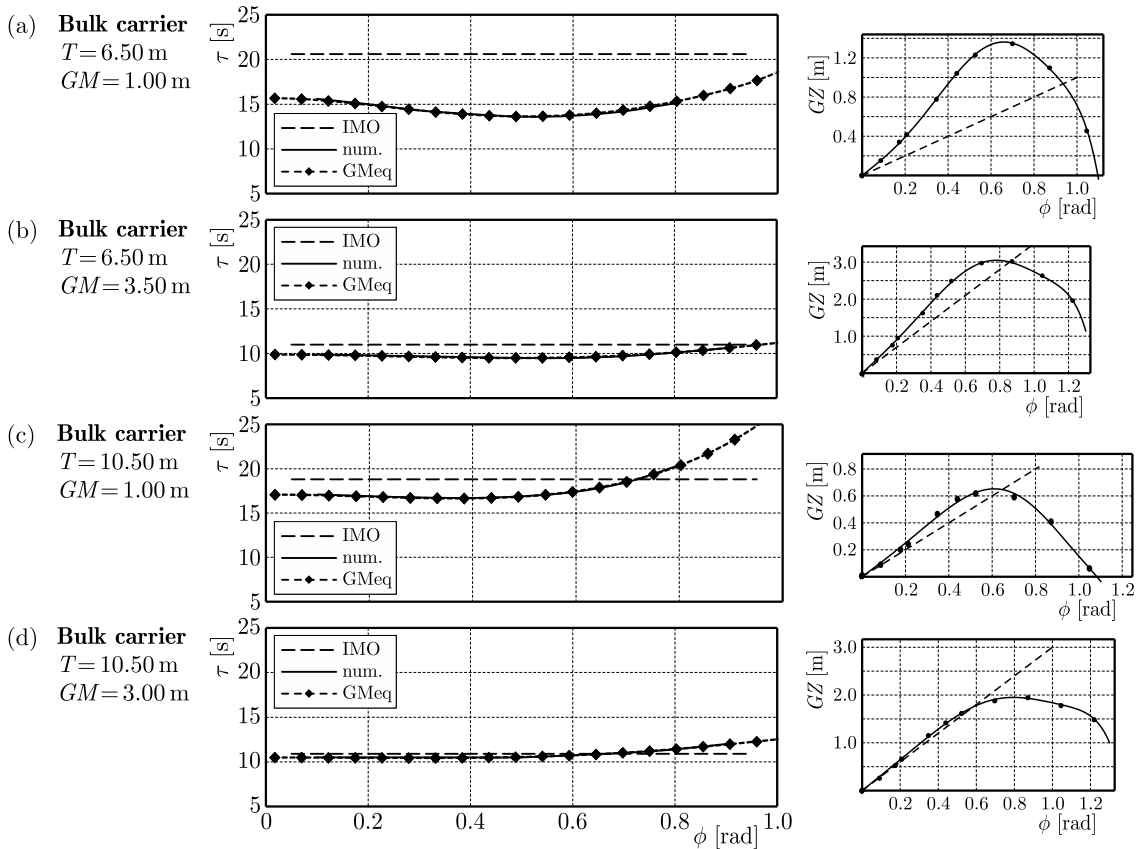 (a) Bulk carrier
T = 6.50 m
GM = 1.00 m
τ [s]
25
20
15
10
5
IMO
num.
GMeq
GZ [m]
1.2
0.8
0.4
0.2 0.4 0.6 0.8 1.0
ϕ [rad]
(b) Bulk carrier
T = 6.50 m
GM = 3.50 m
τ [s]
25
20
15
10
5
IMO
num.
GMeq
GZ [m]
3.0
2.0
1.0
0.2 0.4 0.6 0.8 1.0 1.2
ϕ [rad]
(c) Bulk carrier
T = 10.50 m
GM = 1.00 m
τ [s]
25
20
15
10
5
IMO
num.
GMeq
GZ [m]
0.8
0.6
0.4
0.2
0.2 0.4 0.6 0.8 1.0 1.2
ϕ [rad]
(d) Bulk carrier
T = 10.50 m
GM = 3.00 m
τ [s]
25
20
15
10
5
IMO
num.
GMeq
0 0.2 0.4 0.6 0.8 1.0
ϕ [rad]
GZ [m]
3.0
2.0
1.0
0.2 0.4 0.6 0.8 1.0 1.2
ϕ [rad]